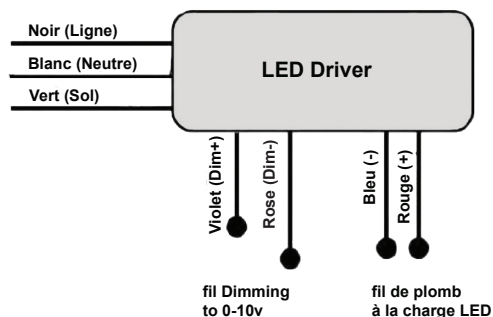 Noir (Ligne)
Blanc (Neutre)
Vert (Sol)
LED Driver
Violet (Dim+)
Rose (Dim-)
Bleu (-)
Rouge (+)
fil Dimming
to 0-10v
fil de plomb
à la charge LED